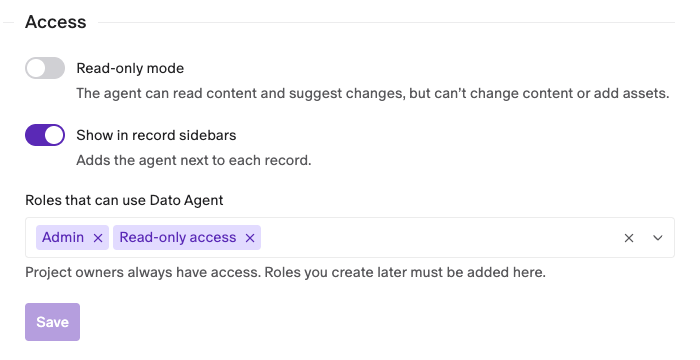 Access
Read-only mode
The agent can read content and suggest changes, but can’t change content or add assets.
Show in record sidebars
Adds the agent next to each record.
Roles that can use Dato Agent
Admin × Read-only access ×
Project owners always have access. Roles you create later must be added here.
Save